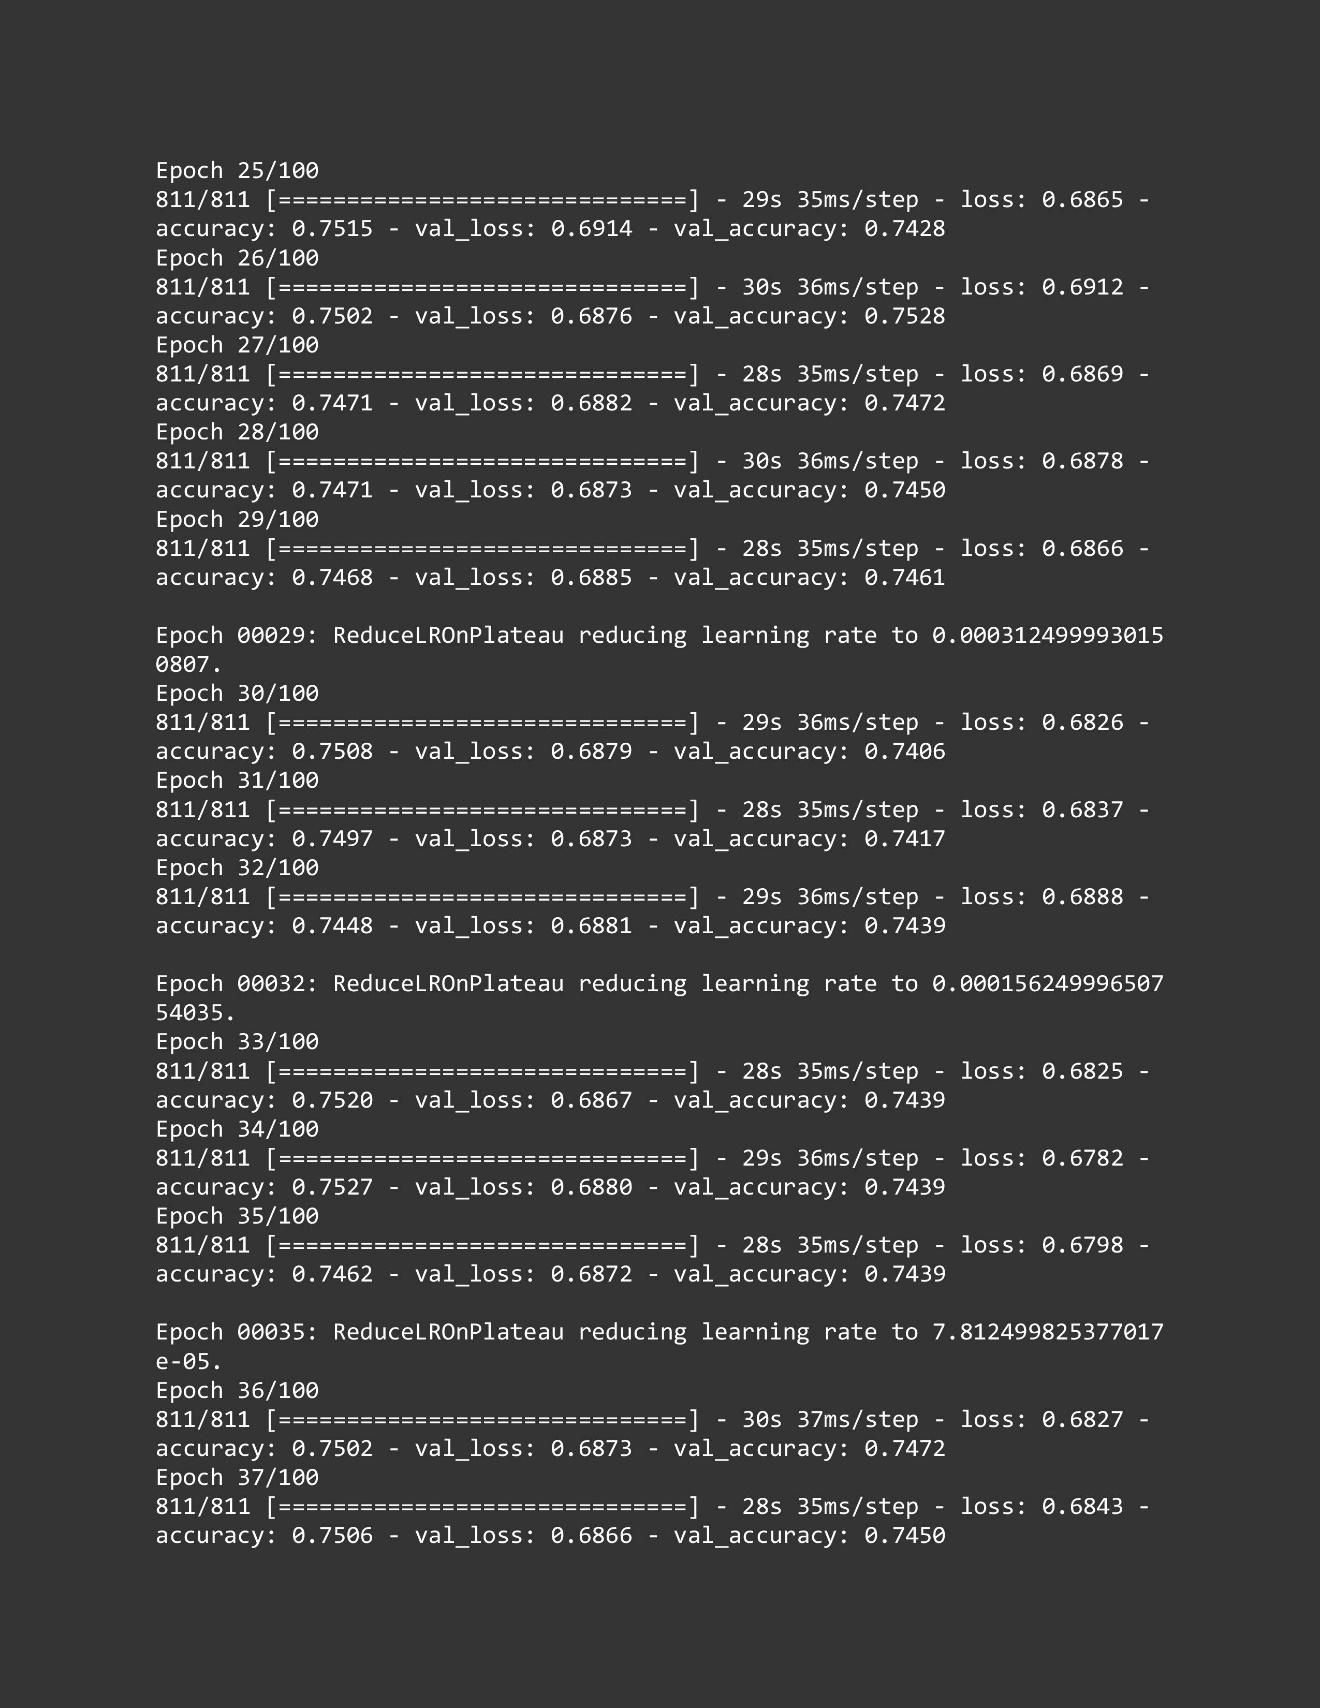 Epoch 25/100
811/811 [==============================] - 29s 35ms/step - loss: 0.6865 -
accuracy: 0.7515 - val_loss: 0.6914 - val_accuracy: 0.7428
Epoch 26/100
811/811 [==============================] - 30s 36ms/step - loss: 0.6912 -
accuracy: 0.7502 - val_loss: 0.6876 - val_accuracy: 0.7528
Epoch 27/100
811/811 [==============================] - 28s 35ms/step - loss: 0.6869 -
accuracy: 0.7471 - val_loss: 0.6882 - val_accuracy: 0.7472
Epoch 28/100
811/811 [==============================] - 30s 36ms/step - loss: 0.6878 -
accuracy: 0.7471 - val_loss: 0.6873 - val_accuracy: 0.7450
Epoch 29/100
811/811 [==============================] - 28s 35ms/step - loss: 0.6866 -
accuracy: 0.7468 - val_loss: 0.6885 - val_accuracy: 0.7461
Epoch 00029: ReduceLROnPlateau reducing learning rate to 0.000312499993015
0807.
Epoch 30/100
811/811 [==============================] - 29s 36ms/step - loss: 0.6826 -
accuracy: 0.7508 - val_loss: 0.6879 - val_accuracy: 0.7406
Epoch 31/100
811/811 [==============================] - 28s 35ms/step - loss: 0.6837 -
accuracy: 0.7497 - val_loss: 0.6873 - val_accuracy: 0.7417
Epoch 32/100
811/811 [==============================] - 29s 36ms/step - loss: 0.6888 -
accuracy: 0.7448 - val_loss: 0.6881 - val_accuracy: 0.7439
Epoch 00032: ReduceLROnPlateau reducing learning rate to 0.000156249996507
54035.
Epoch 33/100
811/811 [==============================] - 28s 35ms/step - loss: 0.6825 -
accuracy: 0.7520 - val_loss: 0.6867 - val_accuracy: 0.7439
Epoch 34/100
811/811 [==============================] - 29s 36ms/step - loss: 0.6782 -
accuracy: 0.7527 - val_loss: 0.6880 - val_accuracy: 0.7439
Epoch 35/100
811/811 [==============================] - 28s 35ms/step - loss: 0.6798 -
accuracy: 0.7462 - val_loss: 0.6872 - val_accuracy: 0.7439
Epoch 00035: ReduceLROnPlateau reducing learning rate to 7.812499825377017
e-05.
Epoch 36/100
811/811 [==============================] - 30s 37ms/step - loss: 0.6827 -
accuracy: 0.7502 - val_loss: 0.6873 - val_accuracy: 0.7472
Epoch 37/100
811/811 [==============================] - 28s 35ms/step - loss: 0.6843 -
accuracy: 0.7506 - val_loss: 0.6866 - val_accuracy: 0.7450